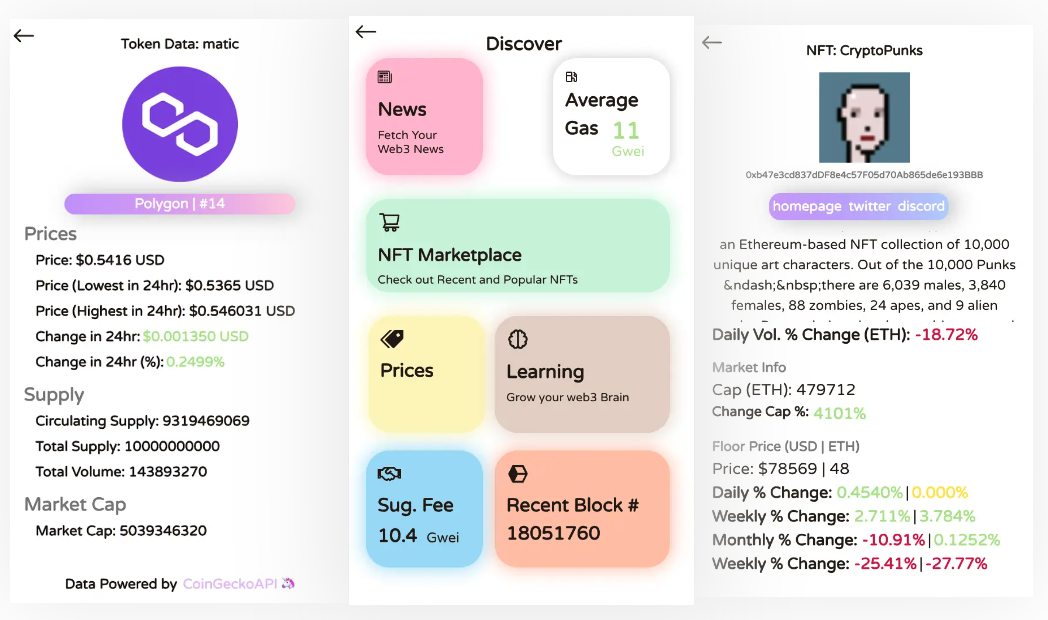 Token Data: matic
Polygon | #14
Prices
Price: $0.5416 USD
Price (Lowest in 24hr): $0.5365 USD
Price (Highest in 24hr): $0.546031 USD
Change in 24hr: $0.001350 USD
Change in 24hr (%): 0.2499%
Supply
Circulating Supply: 9319469069
Total Supply: 10000000000
Total Volume: 143893270
Market Cap
Market Cap: 5039346320
Data Powered by CoinGeckoAPI
Discover
News
Fetch Your
Web3 News
Average
Gas 11
Gwei
NFT Marketplace
Check out Recent and Popular NFTs
Prices
Learning
Grow your web3 Brain
Sug. Fee
10.4 Gwei
Recent Block #
18051760
NFT: CryptoPunks
0xb47e3cd837dDF8e4c57F05d70Ab865de6e193BBB
homepage twitter discord
an Ethereum-based NFT collection of 10,000
unique art characters. Out of the 10,000 Punks
&ndash;&nbsp;there are 6,039 males, 3,840
females, 88 zombies, 24 apes, and 9 alien
Daily Vol. % Change (ETH): -18.72%
Market Info
Cap (ETH): 479712
Change Cap %: 4101%
Floor Price (USD | ETH)
Price: $78569 | 48
Daily % Change: 0.4540%|0.000%
Weekly % Change: 2.711%|3.784%
Monthly % Change: -10.91%|0.1252%
Weekly % Change: -25.41%|-27.77%